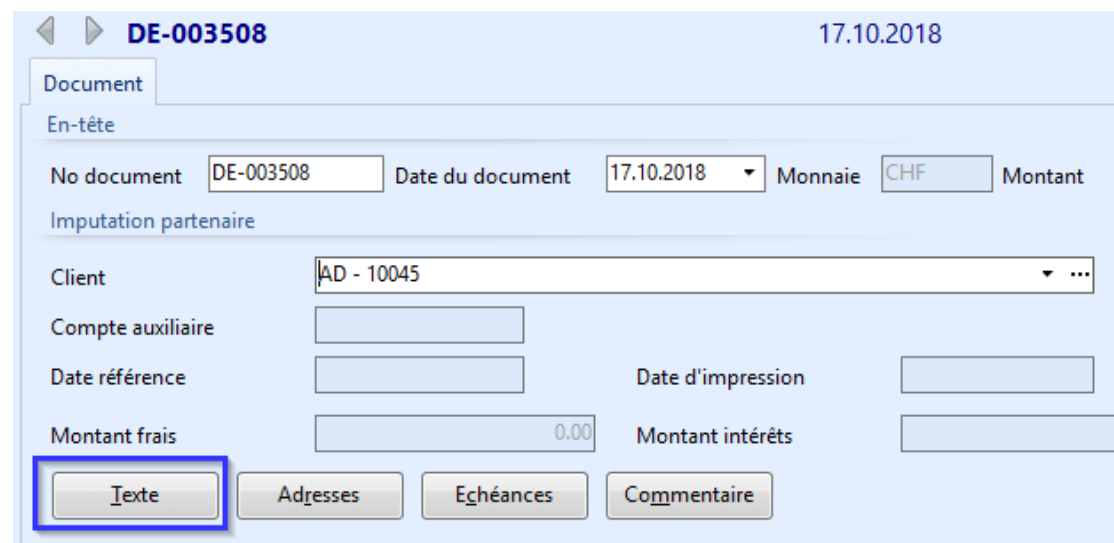 DE-003508 17.10.2018
Document
En-tête
No document DE-003508 Date du document 17.10.2018 Monnaie CHF Montant
Imputation partenaire
Client AD - 10045 ...
Compte auxiliaire
Date référence Date d'impression
Montant frais 0.00 Montant intérêts
Texte Adresses Echéances Commentaire